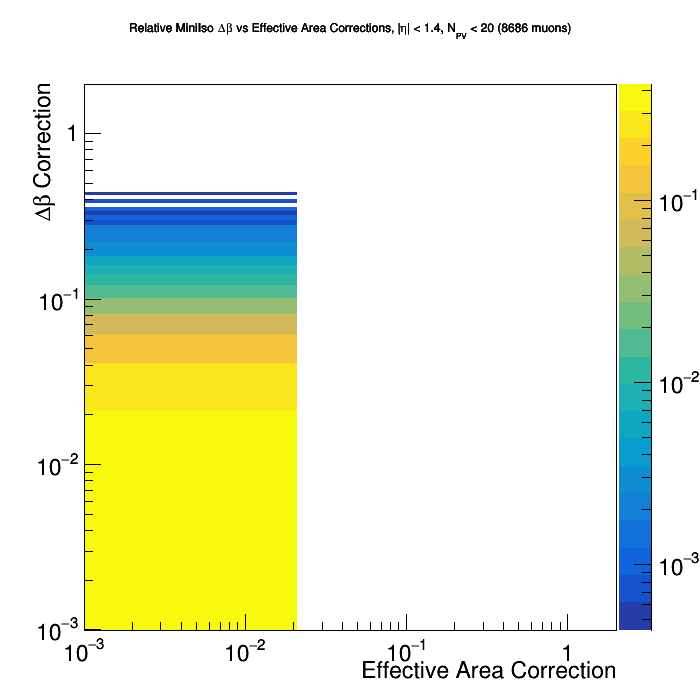 Relative MiniIso Δβ vs Effective Area Corrections, |η| < 1.4, N_PV < 20 (8686 muons)
Δβ Correction
1
10⁻¹
10⁻²
10⁻³
10⁻³ 10⁻² 10⁻¹ 1
Effective Area Correction
10⁻¹
10⁻²
10⁻³